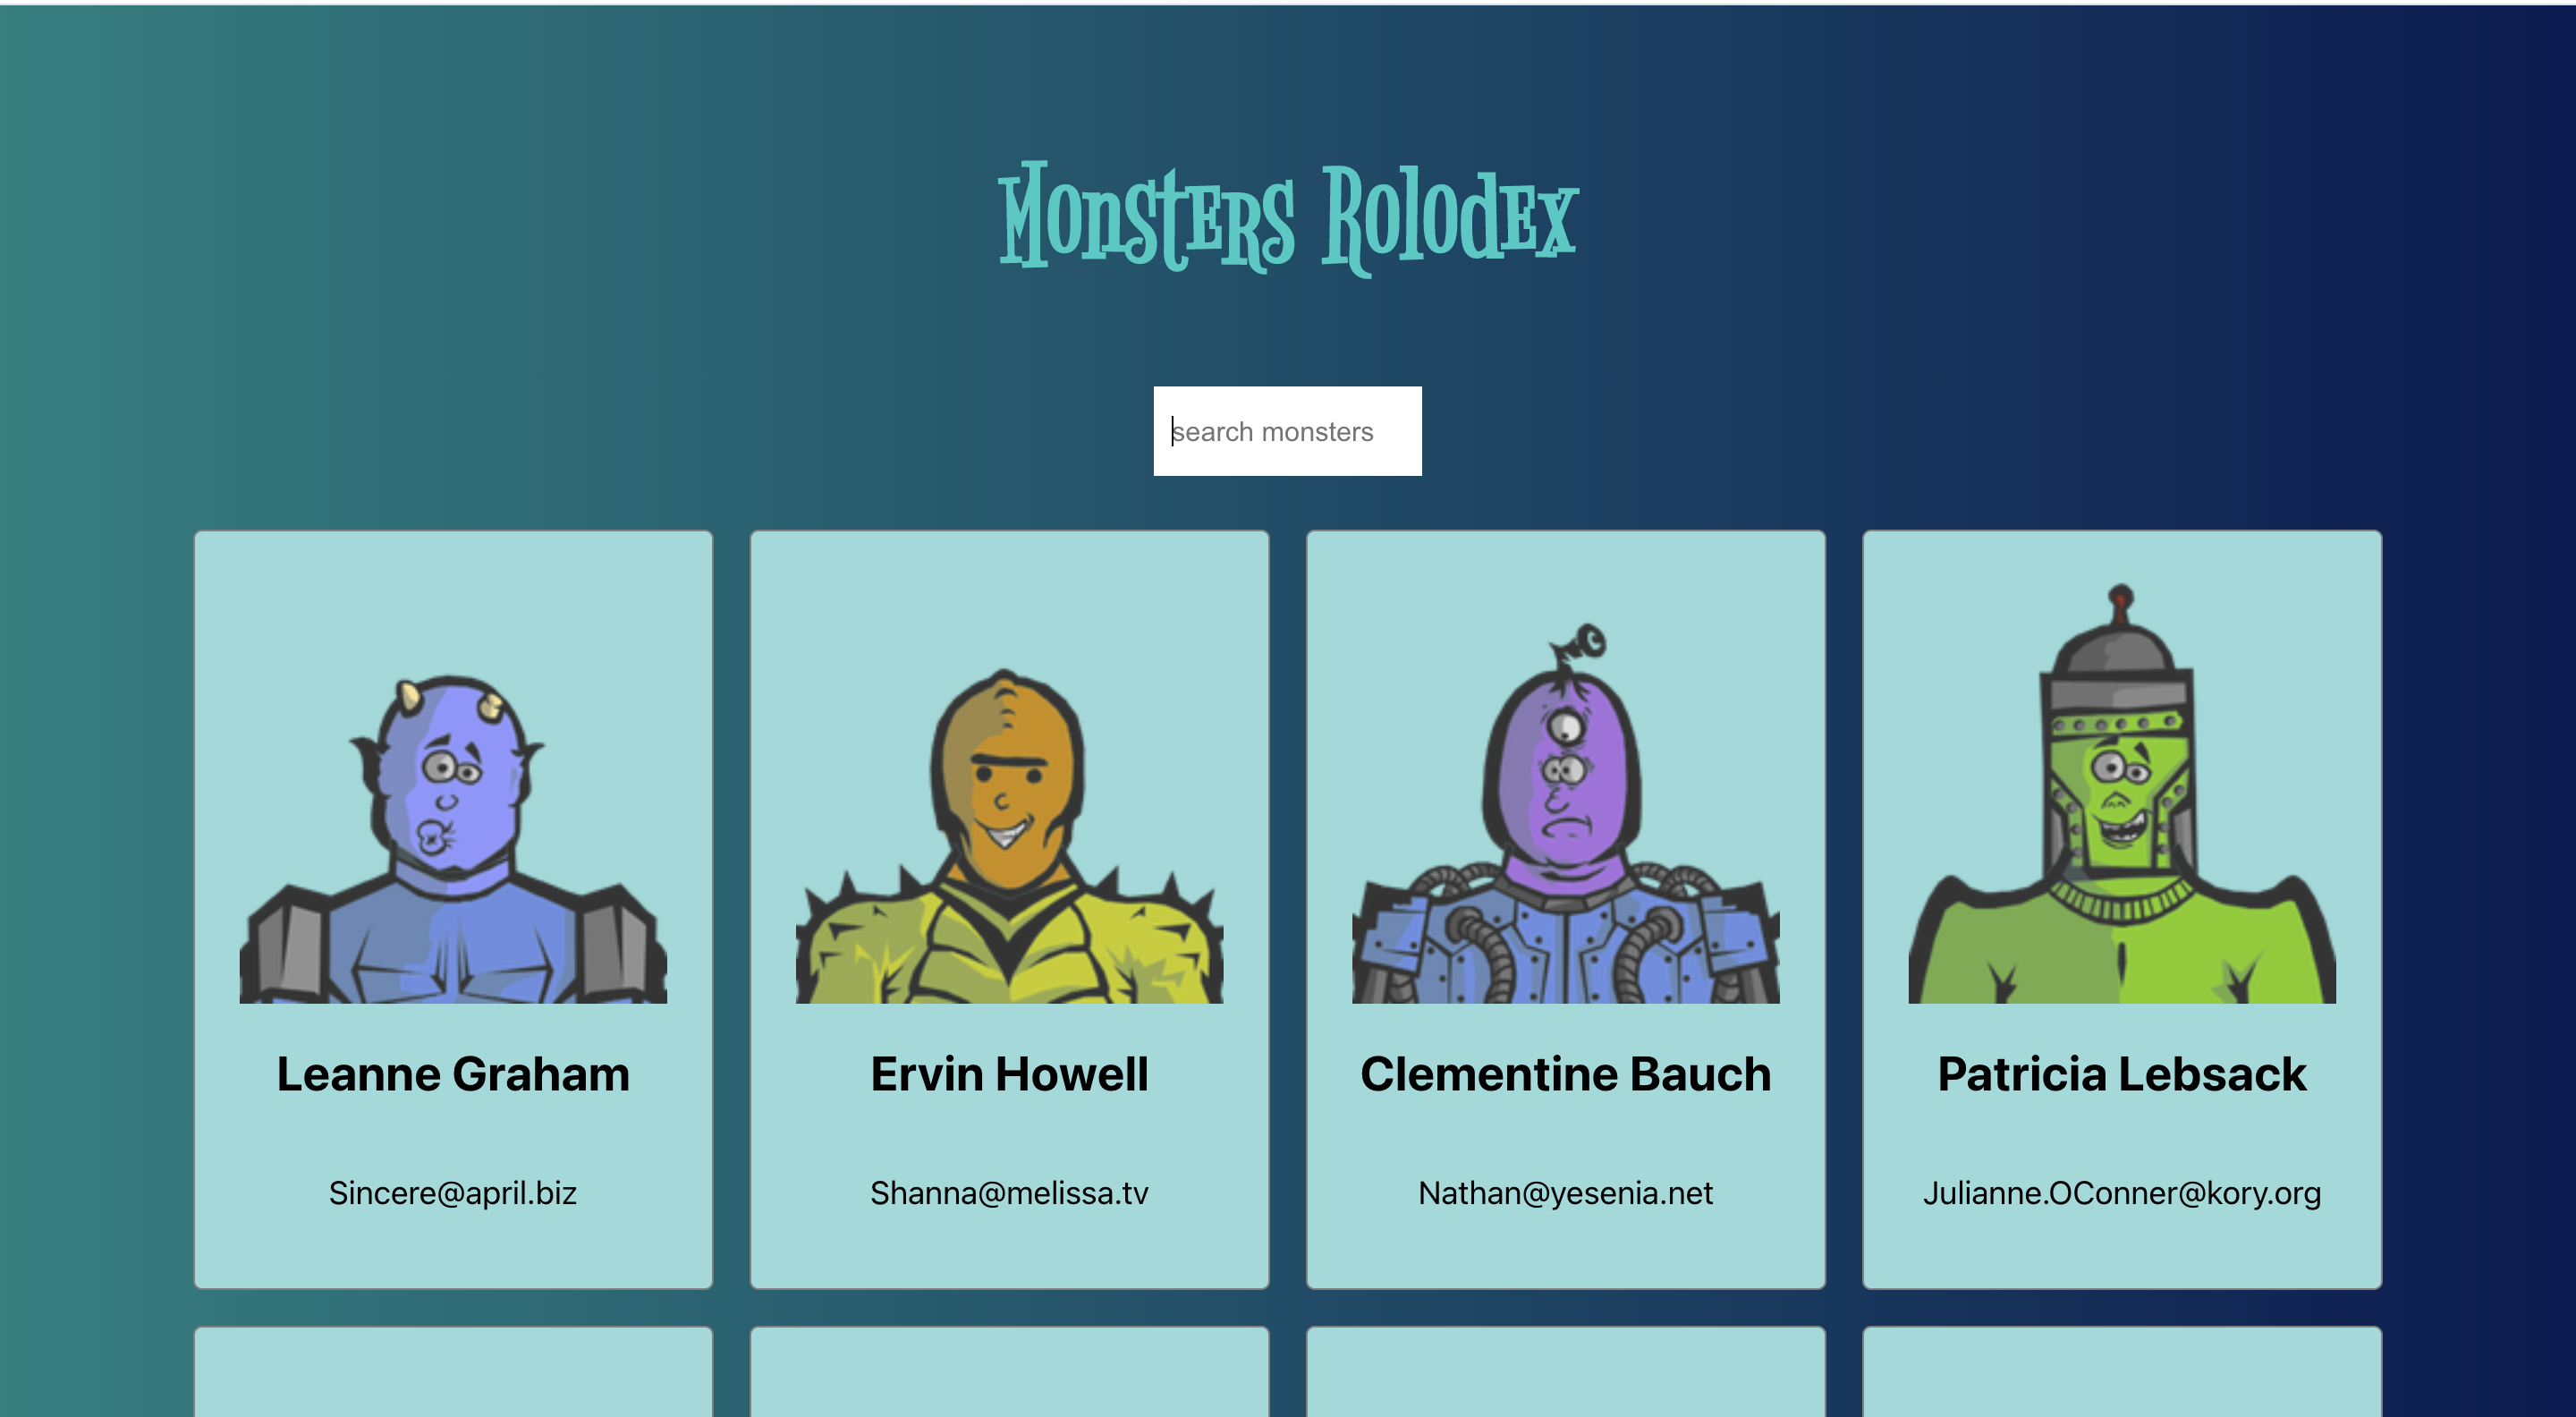 Monsters Rolodex
search monsters
Leanne Graham
Ervin Howell
Clementine Bauch
Patricia Lebsack
Sincere@april.biz
Shanna@melissa.tv
Nathan@yesenia.net
Julianne.OConner@kory.org